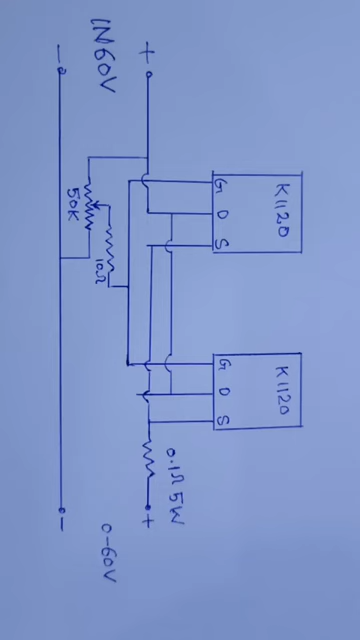 K1120
G D S
K1120
G D S
+
IN60V
-
50K
10Ω
0.1Ω 5W
+
0-60V
-